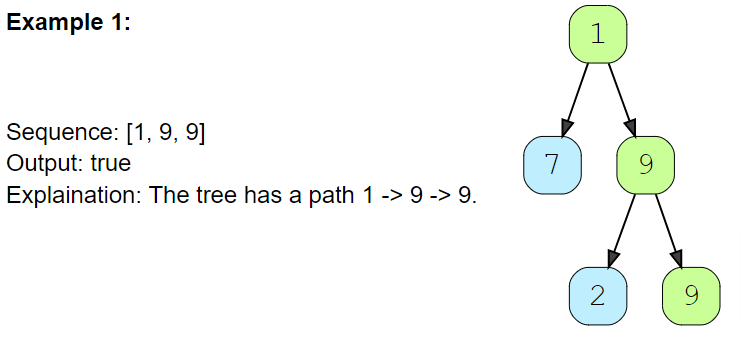 Example 1:
Sequence: [1, 9, 9]
Output: true
Explaination: The tree has a path 1 -> 9 -> 9.
1
7
9
2
9